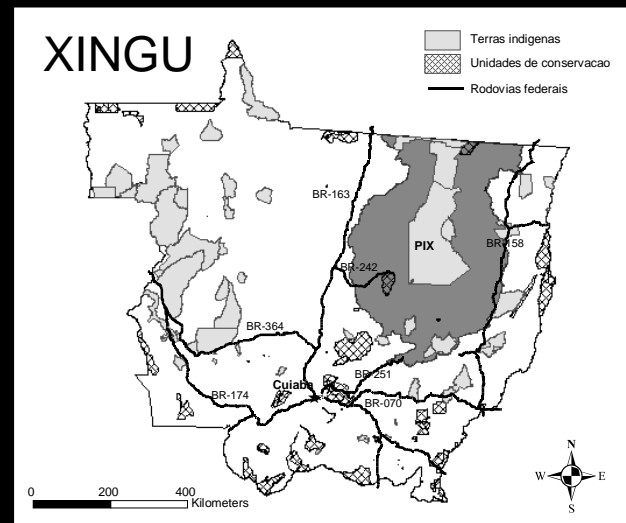 XINGU
Terras indigenas
Unidades de conservacao
Rodovias federais
BR-163
PIX
BR-158
BR-242
BR-364
BR-251
Cuiaba
BR-174
BR-070
N
W
E
S
0 200 400
Kilometers